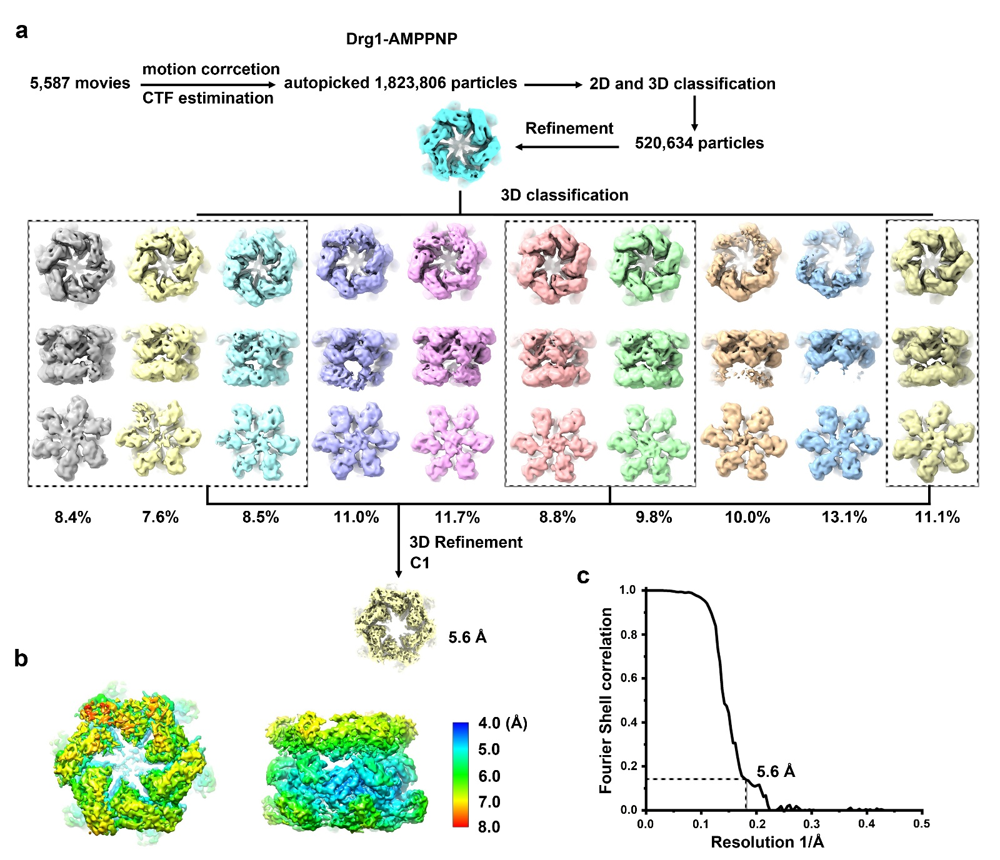 a
Drg1-AMPPNP
motion corrcetion
5,587 movies
CTF estimination
autopicked 1,823,806 particles
2D and 3D classification
Refinement
520,634 particles
3D classification
8.4% 7.6% 8.5% 11.0% 11.7% 8.8% 9.8% 10.0% 13.1% 11.1%
3D Refinement
C1
5.6 Å
b
4.0 (Å)
5.0
6.0
7.0
8.0
c
Fourier Shell correlation
1.0
0.8
0.6
0.4
0.2
0.0
5.6 Å
0.0 0.1 0.2 0.3 0.4 0.5
Resolution 1/Å